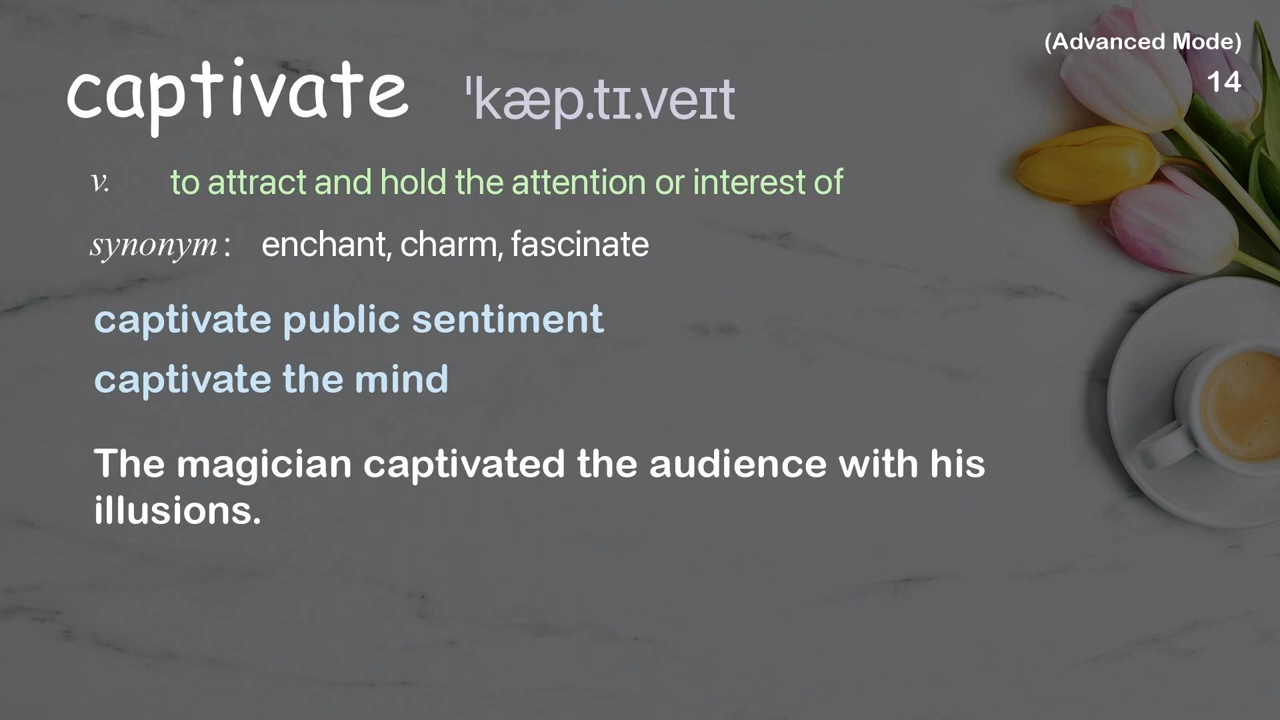 (Advanced Mode)
14
captivate ˈkæp.tɪ.veɪt
v. to attract and hold the attention or interest of
synonym: enchant, charm, fascinate
captivate public sentiment
captivate the mind
The magician captivated the audience with his
illusions.